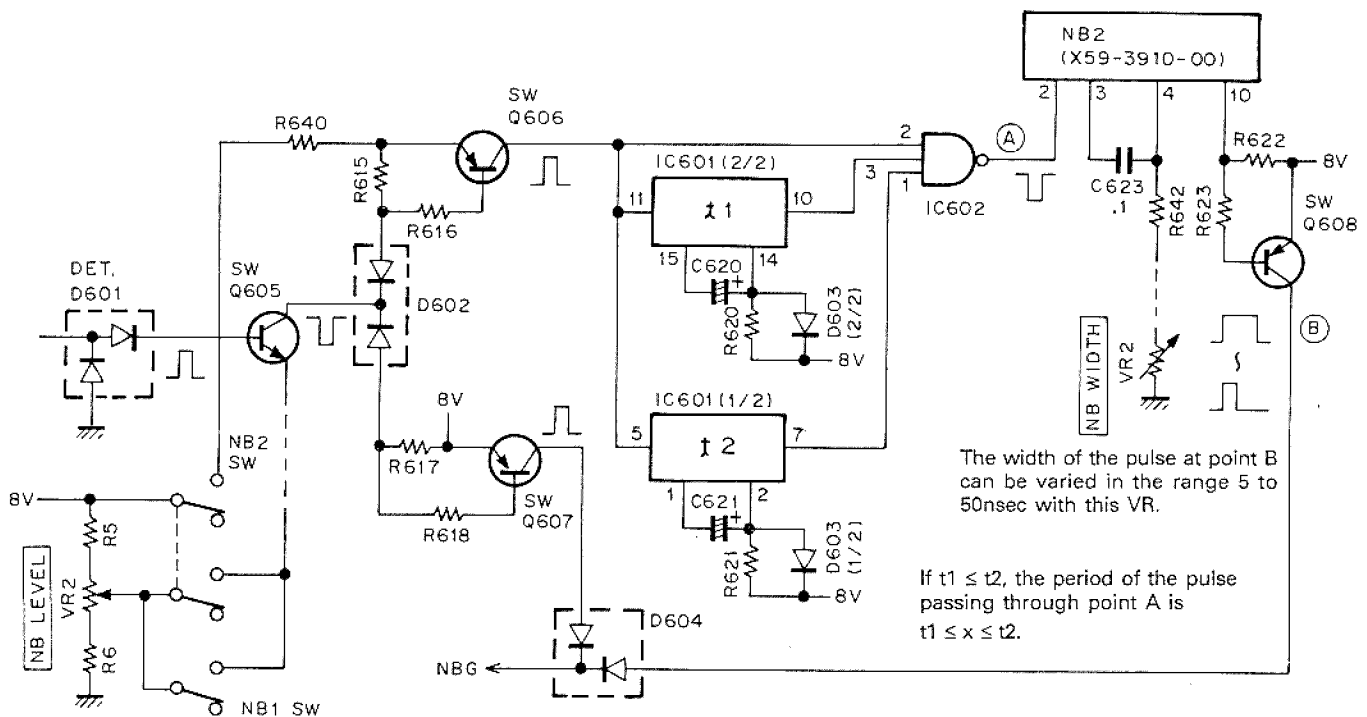 NB2
(X59-3910-00)
2
3
4
10
SW
Q606
R640
R615
R616
IC601(2/2)
11
t1
10
15
14
C620
+
R620
D603
(2/2)
8V
2
3
1
IC602
A
C623
.1
R642
R622
R623
8V
SW
Q608
B
NB WIDTH
VR2
DET.
D601
SW
Q605
D602
8V
R617
R618
SW
Q607
IC601(1/2)
5
t2
7
1
2
C621
+
R621
D603
(1/2)
8V
NB2
SW
8V
R5
NB LEVEL
VR2
R6
NB1 SW
D604
NBG
The width of the pulse at point B
can be varied in the range 5 to
50nsec with this VR.
If t1 ≤ t2, the period of the pulse
passing through point A is
t1 ≤ x ≤ t2.